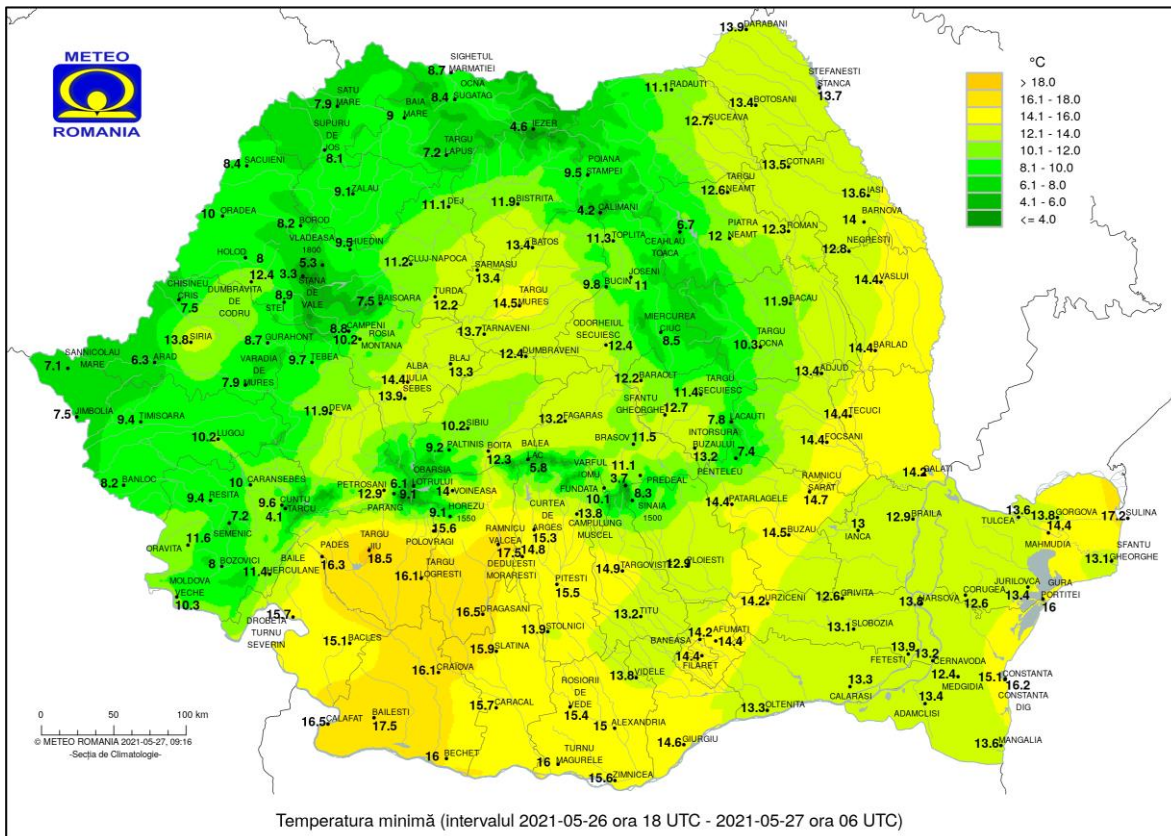 METEO
ROMANIA
°C
> 18.0
16.1 - 18.0
14.1 - 16.0
12.1 - 14.0
10.1 - 12.0
8.1 - 10.0
6.1 - 8.0
4.1 - 6.0
<= 4.0
13.9 DARABANI
SIGHETUL
MARMATIEI
8.7
OCNA
SUGATAG
8.4
SATU
MARE
7.9
BAIA
MARE
9
11.1 RADAUTI
STEFANESTI
STANCA
13.7
13.4 BOTOSANI
12.7 SUCEAVA
4.6 IEZER
SUPURU
DE
JOS
8.1
TARGU
LAPUS
7.2
POIANA
STAMPEI
9.5
13.5 COTNARI
8.4 SACUIENI
9.1 ZALAU
11.1 DEJ
11.9 BISTRITA
4.2 CALIMANI
TARGU
NEAMT
12.6
13.6 IASI
BARNOVA
14
10 ORADEA
8.2 BOROD
VLADEASA
1800
5.3
9.5 HUEDIN
13.4 BATOS
11.3 TOPLITA
6.7
CEAHLAU
TOACA
PIATRA
NEAMT
12
12.3 ROMAN
NEGRESTI
12.8
HOLOD
8
11.2 CLUJ-NAPOCA
SARMASU
13.4
JOSENI
11
9.8 BUCIN
VASLUI
14.4
12.4
DUMBRAVITA
DE
CODRU
3.3
STANA
DE
VALE
CHISINEU
CRIS
7.5
8.9
STEI
7.5 BAISOARA
TURDA
12.2
TARGU
MURES
14.5
11.9 BACAU
13.8 SIRIA
8.7 GURAHONT
8.8 CAMPENI
10.2 ROSIA
MONTANA
13.7 TARNAVENI
ODORHEIUL
SECUIESC
12.4
MIERCUREA
CIUC
8.5
TARGU
OCNA
10.3
14.4 BARLAD
SANNICOLAU
MARE
7.1
6.3 ARAD
VARADIA
DE
MURES
7.9
9.7 TEBEA
BLAJ
13.3
12.4 DUMBRAVENI
13.4 ADJUD
ALBA
IULIA
14.4
SEBES
13.9
12.2 BARAOLT
TARGU
SECUIESC
11.4
7.5 JIMBOLIA
9.4 TIMISOARA
11.9 DEVA
13.2 FAGARAS
SFANTU
GHEORGHE
12.7
7.8 LACAUTI
14.4 TECUCI
10.2 LUGOJ
10.2 SIBIU
BRASOV
11.5
INTORSURA
BUZAULUI
13.2
7.4
PENTELEU
14.4 FOCSANI
9.2 PALTINIS
BOITA
12.3
BALEA
LAC
5.8
VARFUL
OMU
3.7
11.1
PREDEAL
14.2 GALATI
8.2 BANLOC
9.4 RESITA
10 CARANSEBES
9.6 CUNTU
TARCU
4.1
PETROSANI
12.9
OBARSIA
LOTRULUI
6.1
9.1
PARANG
14 VOINEASA
FUNDATA
10.1
8.3
SINAIA
1500
14.4 PATARLAGELE
RAMNICU
SARAT
14.7
9.1 HOREZU
1550
CURTEA
DE
ARGES
15.3
13.8
CAMPULUNG
MUSCEL
7.2
SEMENIC
ORAVITA
11.6
15.6
POLOVRAGI
RAMNICU
VALCEA
17.5
14.8
DEDULESTI
MORARESTI
14.5 BUZAU
13
IANCA
12.9 BRAILA
13.6
TULCEA
13.8 GORGOVA
14.4
MAHMUDIA
17.2 SULINA
SFANTU
GHEORGHE
13.1
8 BOZOVICI
BAILE
HERCULANE
11.4
PADES
16.3
TARGU
JIU
18.5
TARGU
LOGRESTI
16.1
PITESTI
15.5
14.9 TARGOVISTE
12.9 PLOIESTI
MOLDOVA
VECHE
10.3
14.2 URZICENI
12.6 GRIVITA
13.8 HARSOVA
CORUGEA
12.6
JURILOVCA
13.4
GURA
PORTITEI
16
15.7
DROBETA
TURNU
SEVERIN
16.5 DRAGASANI
13.9 STOLNICI
13.2 TITU
13.1 SLOBOZIA
15.1 BACLES
15.9 SLATINA
BANEASA
14.2
AFUMATI
14.4
14.4
FILARET
13.9
FETESTI
13.2
CERNAVODA
12.4
MEDGIDIA
15.1 CONSTANTA
16.2
CONSTANTA
DIG
16.1 CRAIOVA
13.8 VIDELE
13.3
CALARASI
13.4
ADAMCLISI
16.5 CALAFAT
BAILESTI
17.5
15.7 CARACAL
ROSIORII
DE
VEDE
15.4
15
ALEXANDRIA
13.3 OLTENITA
14.6 GIURGIU
13.6 MANGALIA
16 BECHET
TURNU
MAGURELE
16
15.6 ZIMNICEA
0 50 100 km
© METEO ROMANIA 2021-05-27, 09:16
-Secția de Climatologie-
Temperatura minimă (intervalul 2021-05-26 ora 18 UTC - 2021-05-27 ora 06 UTC)